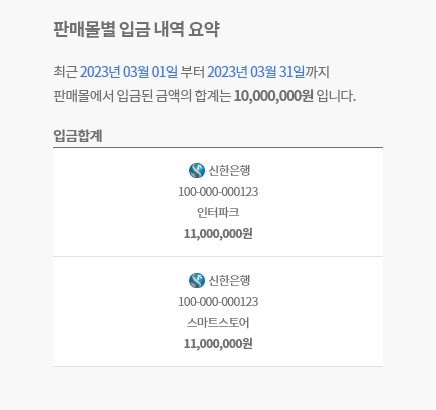 판매몰별 입금 내역 요약
최근 2023년 03월 01일 부터 2023년 03월 31일까지
판매몰에서 입금된 금액의 합계는 10,000,000원 입니다.
입금합계
신한은행
100-000-000123
인터파크
11,000,000원
신한은행
100-000-000123
스마트스토어
11,000,000원